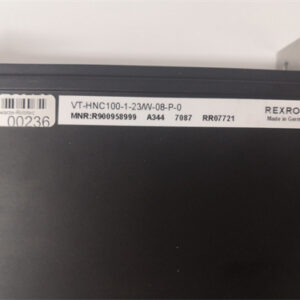 VT-HNC100-1-23/W-08-P-0
MNR:R900958999 A344 7087 RR07721
REXRO
Made in Germ
00236